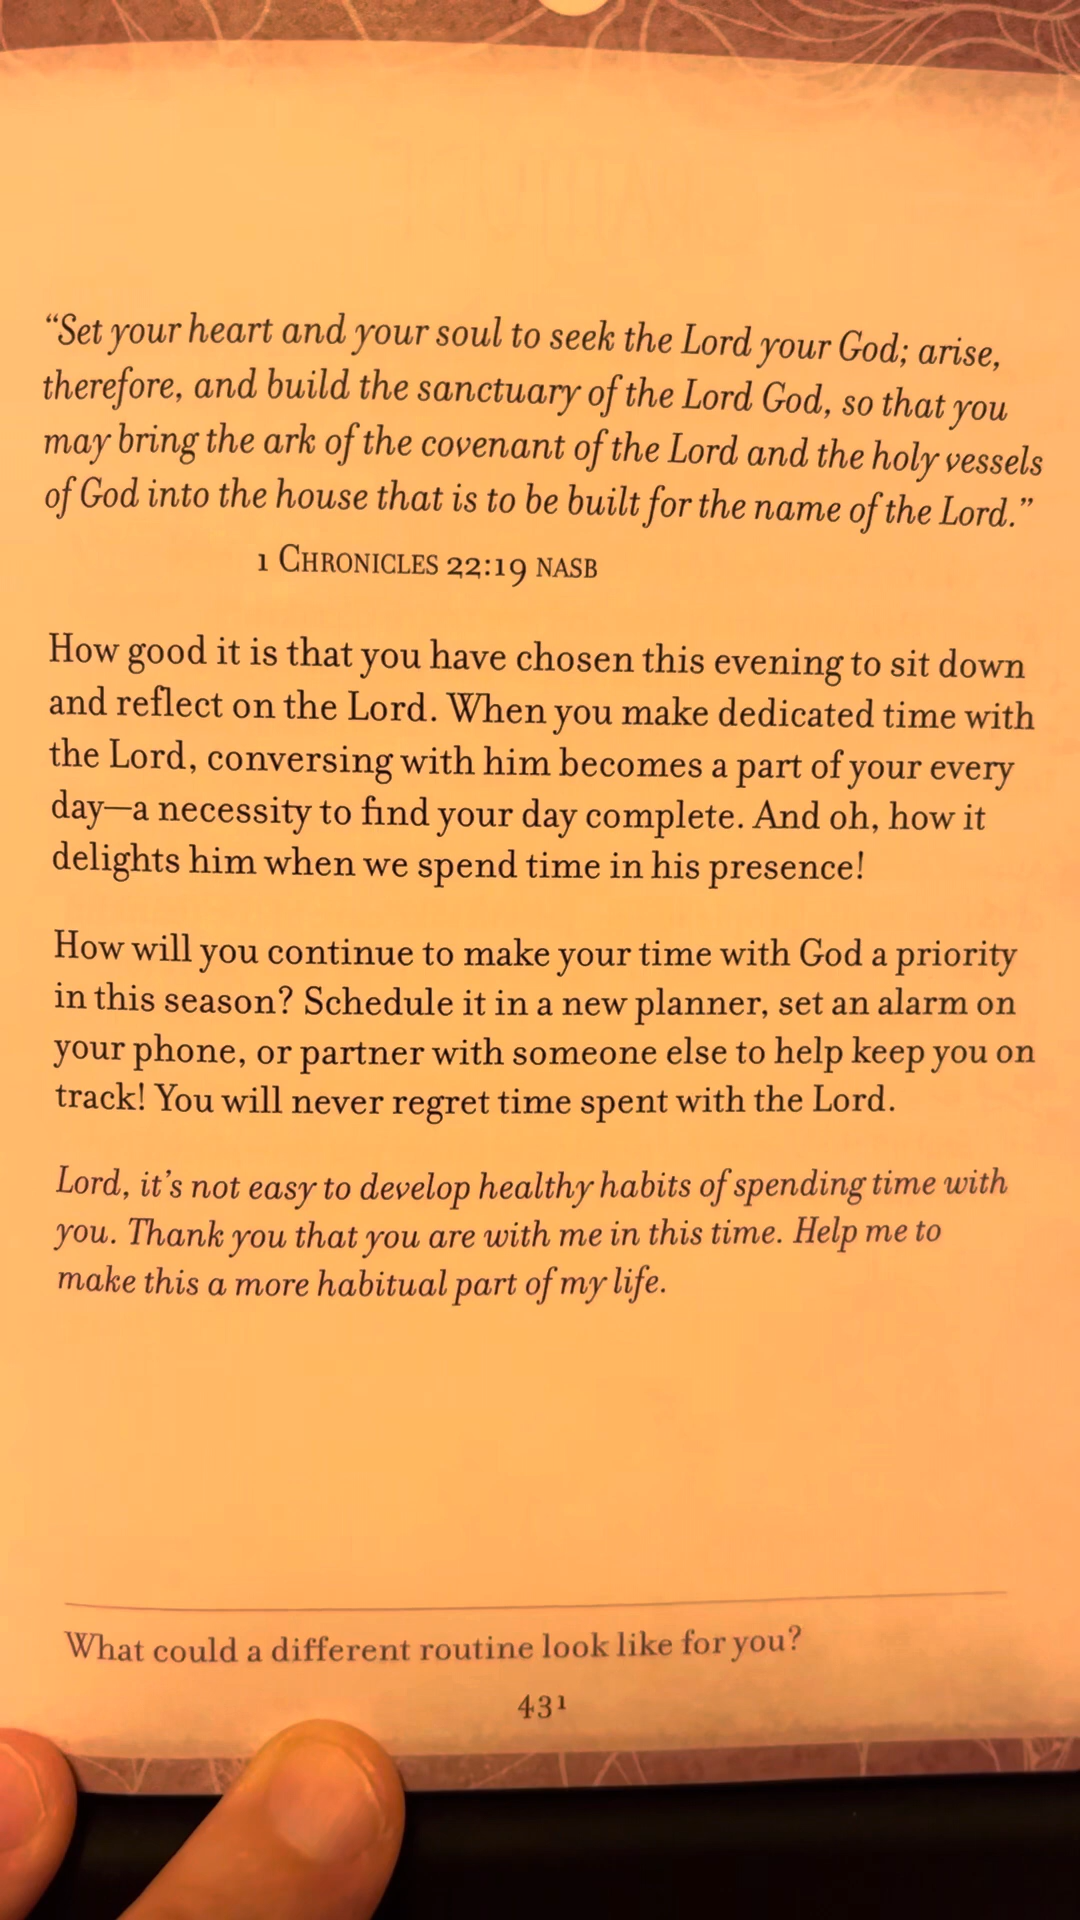 “Set your heart and your soul to seek the Lord your God; arise,
therefore, and build the sanctuary of the Lord God, so that you
may bring the ark of the covenant of the Lord and the holy vessels
of God into the house that is to be built for the name of the Lord.”
1 CHRONICLES 22:19 NASB
How good it is that you have chosen this evening to sit down
and reflect on the Lord. When you make dedicated time with
the Lord, conversing with him becomes a part of your every
day—a necessity to find your day complete. And oh, how it
delights him when we spend time in his presence!
How will you continue to make your time with God a priority
in this season? Schedule it in a new planner, set an alarm on
your phone, or partner with someone else to help keep you on
track! You will never regret time spent with the Lord.
Lord, it’s not easy to develop healthy habits of spending time with
you. Thank you that you are with me in this time. Help me to
make this a more habitual part of my life.
What could a different routine look like for you?
431